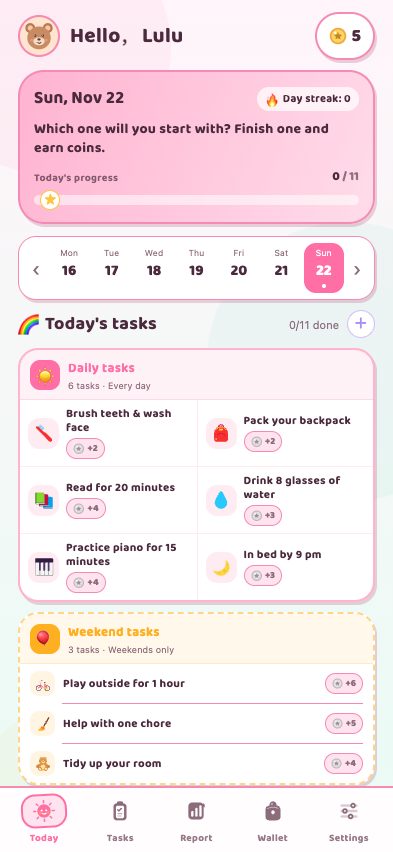 Hello, Lulu
5
Sun, Nov 22
Day streak: 0
Which one will you start with? Finish one and
earn coins.
Today's progress
0 / 11
Mon Tue Wed Thu Fri Sat Sun
‹ 16 17 18 19 20 21 22 ›
Today's tasks
0/11 done
+
Daily tasks
6 tasks · Every day
Brush teeth & wash
face
+2
Pack your backpack
+2
Read for 20 minutes
+4
Drink 8 glasses of
water
+3
Practice piano for 15
minutes
+4
In bed by 9 pm
+3
Weekend tasks
3 tasks · Weekends only
Play outside for 1 hour
+6
Help with one chore
+5
Tidy up your room
+4
Today Tasks Report Wallet Settings